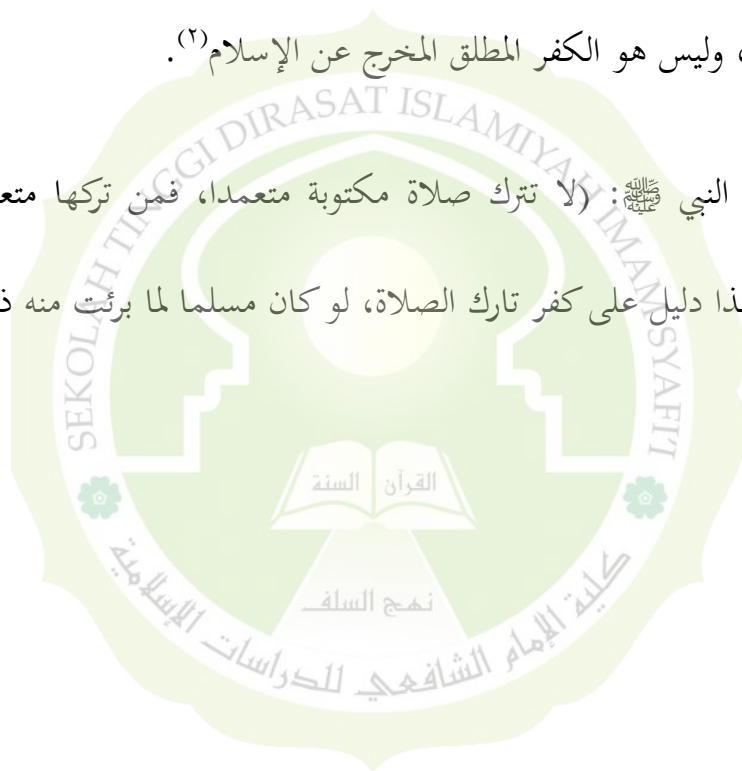 ، وليس هو الكفر المطلق المخرج عن الإسلام(٢).
النبي ﷺ: (لا تترك صلاة مكتوبة متعمدا، فمن تركها
ذا دليل على كفر تارك الصلاة، لو كان مسلما لما برئت منه
SEKOLAH TINGGI DIRASAT ISLAMIYAH IMAM SYAFI'I
القرآن السنة
نهج السلف
كلية الإمام الشافعي للدراسات الإسلامية